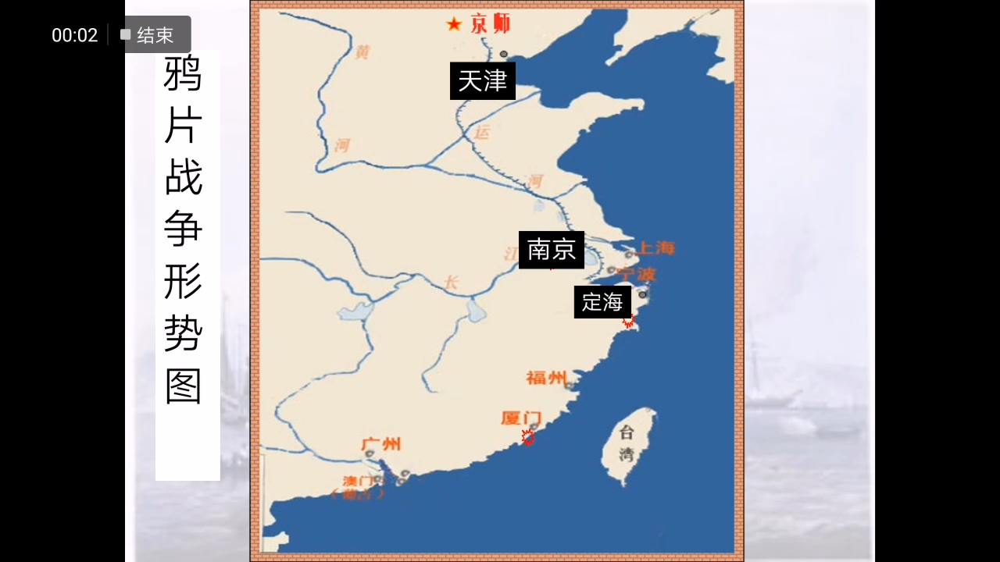 00:02
结束
鸦片战争形势图
京师
天津
黄
河
运
河
上海
南京
江
宁波
长
定海
福州
厦门
台湾
广州
澳门